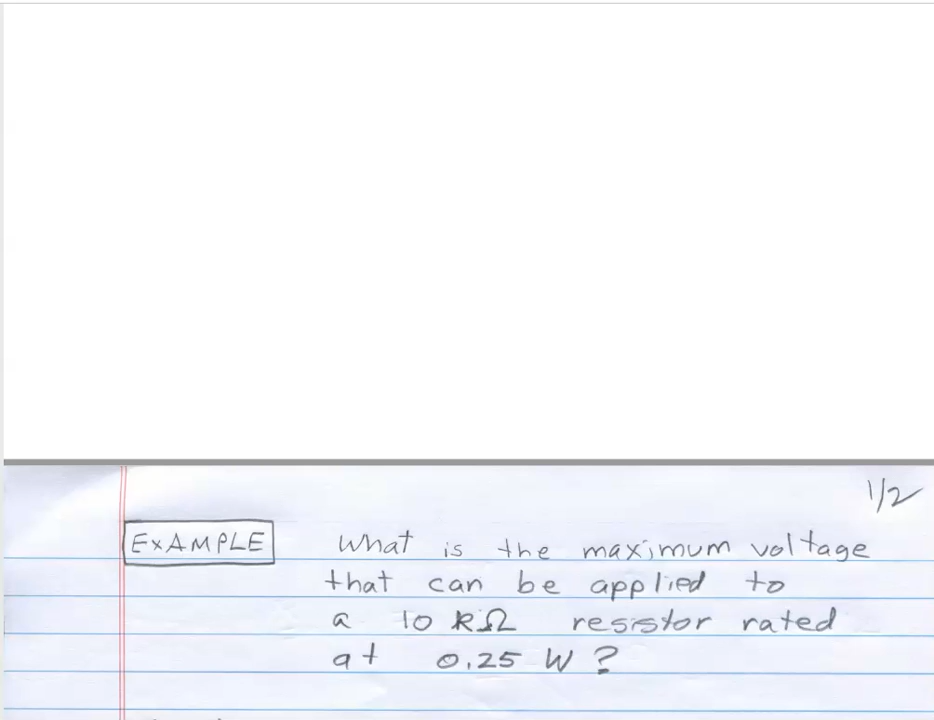 1/2
EXAMPLE What is the maximum voltage
that can be applied to
a 10 kΩ resistor rated
at 0.25 W?